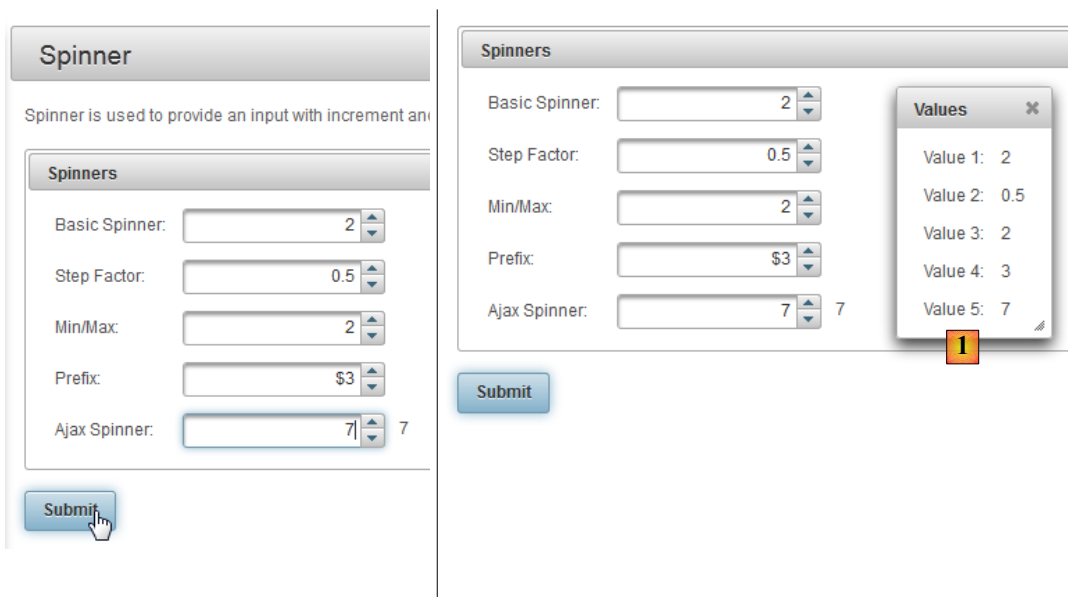 Spinner
Spinner is used to provide an input with increment and
Spinners
Basic Spinner: 2
Step Factor: 0.5
Min/Max: 2
Prefix: $3
Ajax Spinner: 7 7
Submit
Spinners
Basic Spinner: 2
Step Factor: 0.5
Min/Max: 2
Prefix: $3
Ajax Spinner: 7 7
Submit
Values
Value 1: 2
Value 2: 0.5
Value 3: 2
Value 4: 3
Value 5: 7
1